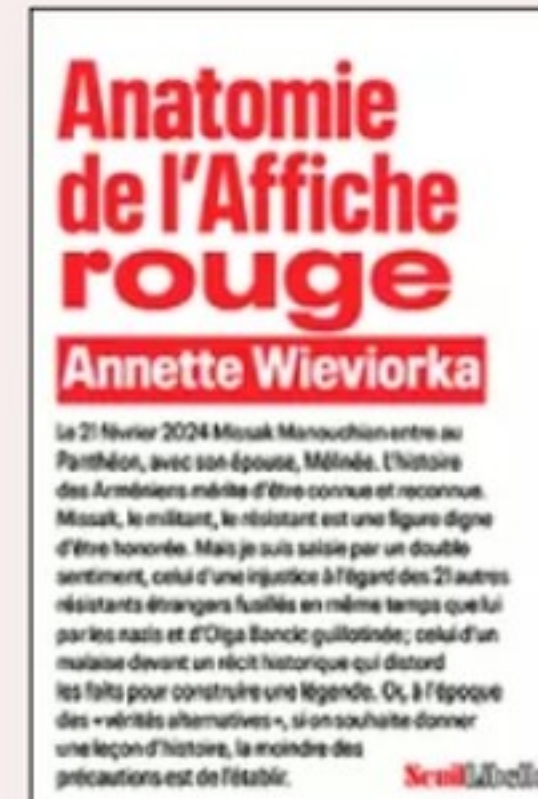 Anatomie
de l'Affiche
rouge
Annette Wieviorka
Le 21 février 2024 Missak Manouchian entre au
Panthéon, avec son épouse, Mélinée. L'histoire
des Arméniens mérite d'être connue et reconnue.
Missak, le militant, le résistant est une figure digne
d'être honorée. Mais je suis saisie par un double
sentiment, celui d'une injustice à l'égard des 21 autres
résistants étrangers fusillés en même temps que lui
par les nazis et d'Olga Bancic guillotinée ; celui d'un
malaise devant un récit historique qui distord
les faits pour construire une légende. Or, à l'époque
des « vérités alternatives », si on souhaite donner
une leçon d'histoire, la moindre des
précautions est de l'établir.
Seuil Libelle